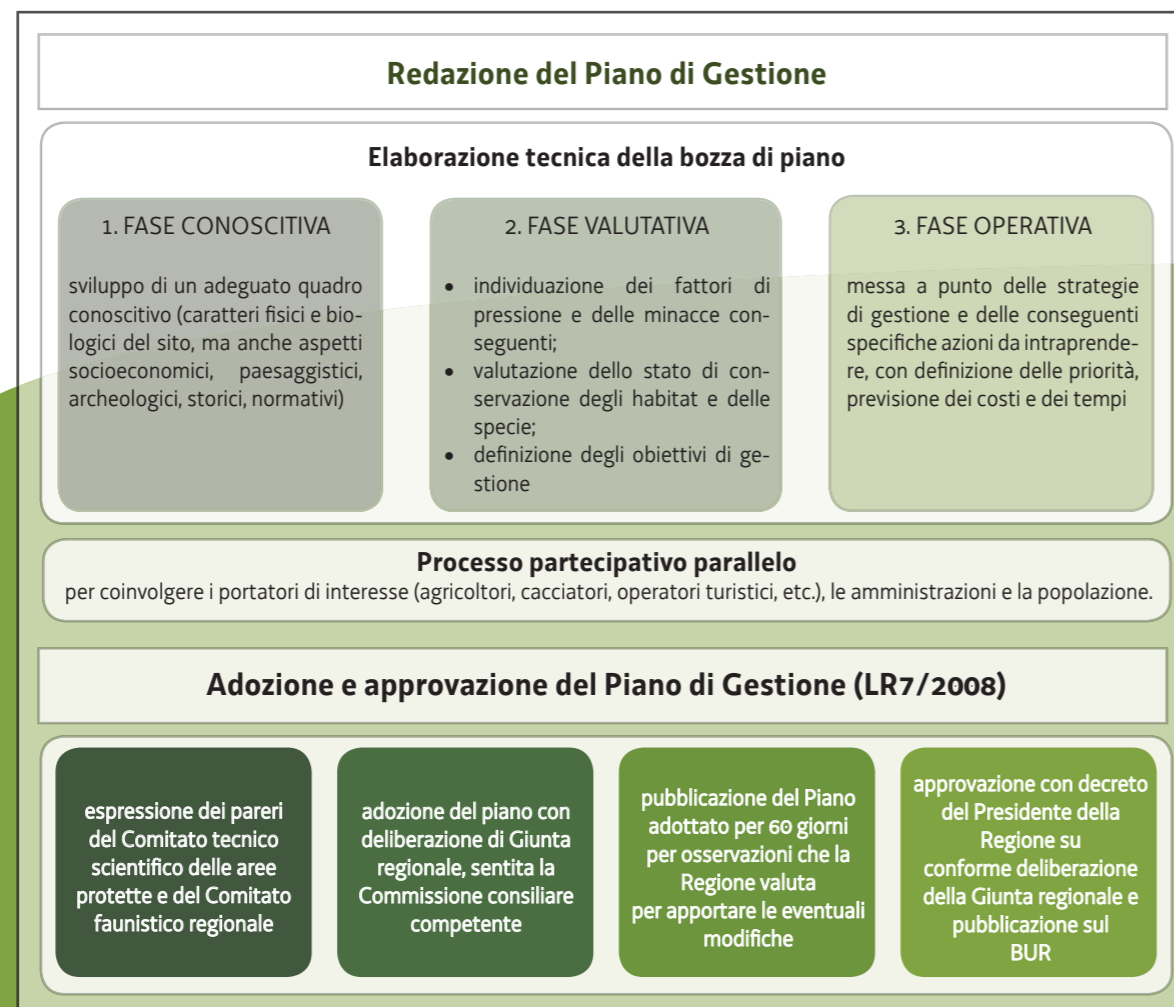 Redazione del Piano di Gestione
Elaborazione tecnica della bozza di piano
1. FASE CONOSCITIVA
sviluppo di un adeguato quadro
conoscitivo (caratteri fisici e bio-
logici del sito, ma anche aspetti
socioeconomici, paesaggistici,
archeologici, storici, normativi)
2. FASE VALUTATIVA
• individuazione dei fattori di
pressione e delle minacce con-
seguenti;
• valutazione dello stato di con-
servazione degli habitat e delle
specie;
• definizione degli obiettivi di ge-
stione
3. FASE OPERATIVA
messa a punto delle strategie
di gestione e delle conseguenti
specifiche azioni da intraprende-
re, con definizione delle priorità,
previsione dei costi e dei tempi
Processo partecipativo parallelo
per coinvolgere i portatori di interesse (agricoltori, cacciatori, operatori turistici, etc.), le amministrazioni e la popolazione.
Adozione e approvazione del Piano di Gestione (LR7/2008)
espressione dei pareri
del Comitato tecnico
scientifico delle aree
protette e del Comitato
faunistico regionale
adozione del piano con
deliberazione di Giunta
regionale, sentita la
Commissione consiliare
competente
pubblicazione del Piano
adottato per 60 giorni
per osservazioni che la
Regione valuta
per apportare le eventuali
modifiche
approvazione con decreto
del Presidente della
Regione su
conforme deliberazione
della Giunta regionale e
pubblicazione sul
BUR